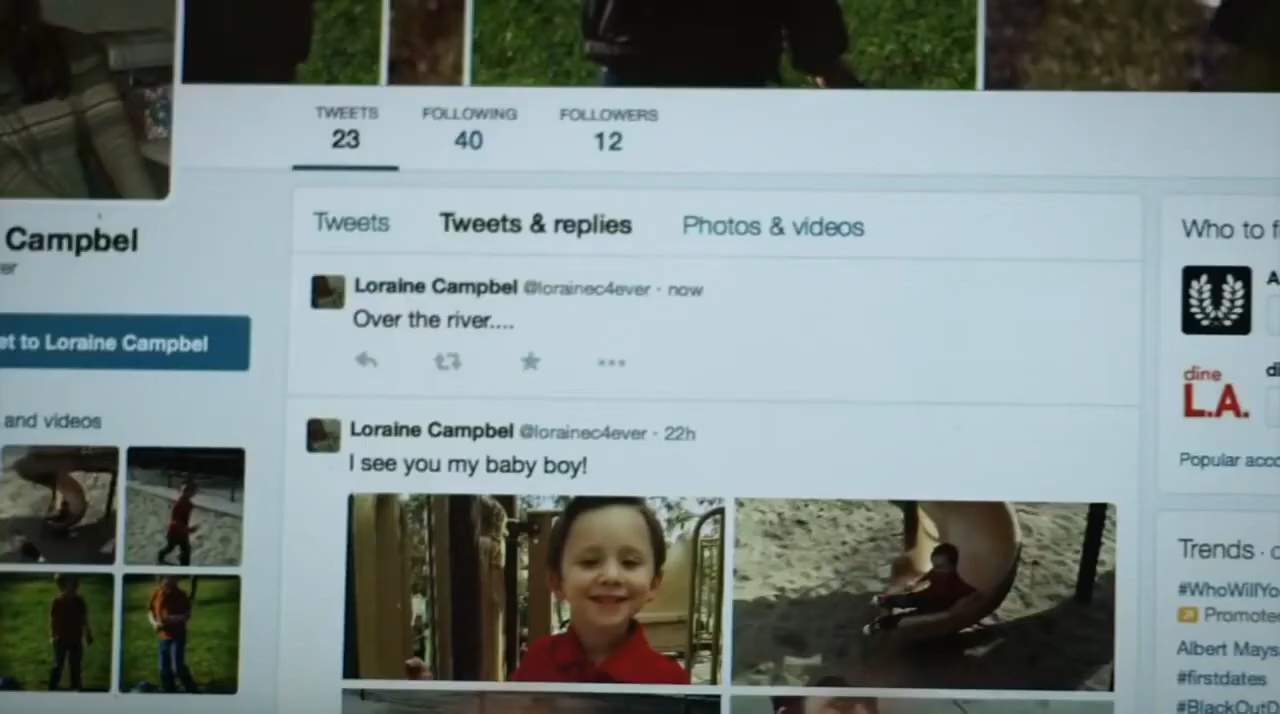 TWEETS FOLLOWING FOLLOWERS
23 40 12
Campbel
er
et to Loraine Campbel
and videos
Tweets Tweets & replies Photos & videos
Loraine Campbel @lorainec4ever · now
Over the river....
Loraine Campbel @lorainec4ever · 22h
I see you my baby boy!
Who to f
A
dine
L.A.
di
Popular acco
Trends · c
#WhoWillYo
Promote
Albert Mays
#firstdates
#BlackOutD